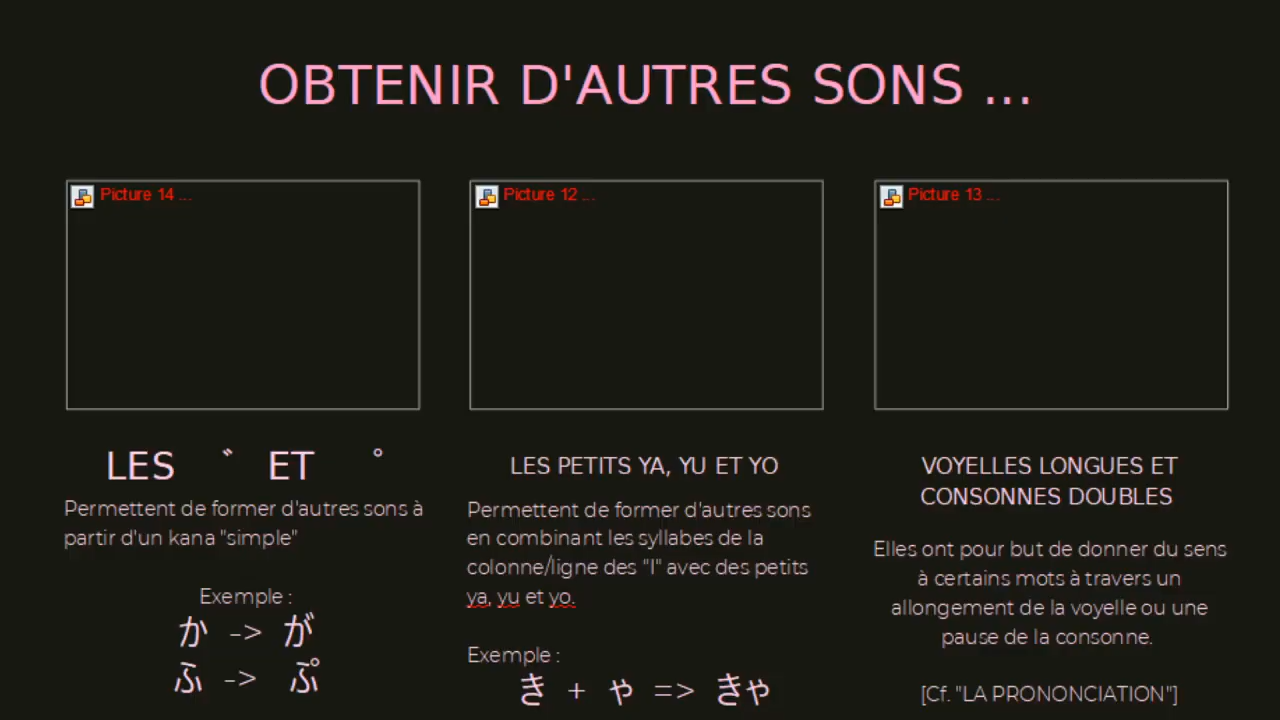 OBTENIR D'AUTRES SONS ...
Picture 14 ...
Picture 12 ...
Picture 13 ...
LES ゛ ET ゜
Permettent de former d'autres sons à
partir d'un kana "simple"
Exemple :
か -> が
ふ -> ぷ
LES PETITS YA, YU ET YO
Permettent de former d'autres sons
en combinant les syllabes de la
colonne/ligne des "I" avec des petits
ya, yu et yo.
Exemple :
き + ゃ => きゃ
VOYELLES LONGUES ET
CONSONNES DOUBLES
Elles ont pour but de donner du sens
à certains mots à travers un
allongement de la voyelle ou une
pause de la consonne.
[Cf. "LA PRONONCIATION"]